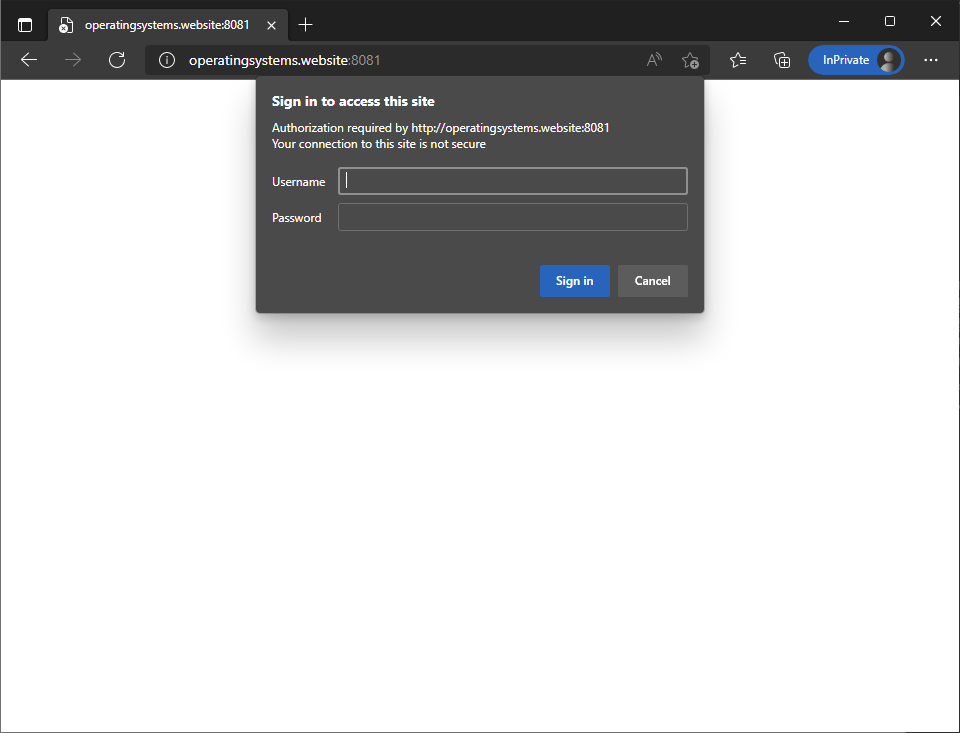 operatingsystems.website:8081
operatingsystems.website:8081
InPrivate
Sign in to access this site
Authorization required by http://operatingsystems.website:8081
Your connection to this site is not secure
Username
Password
Sign in Cancel